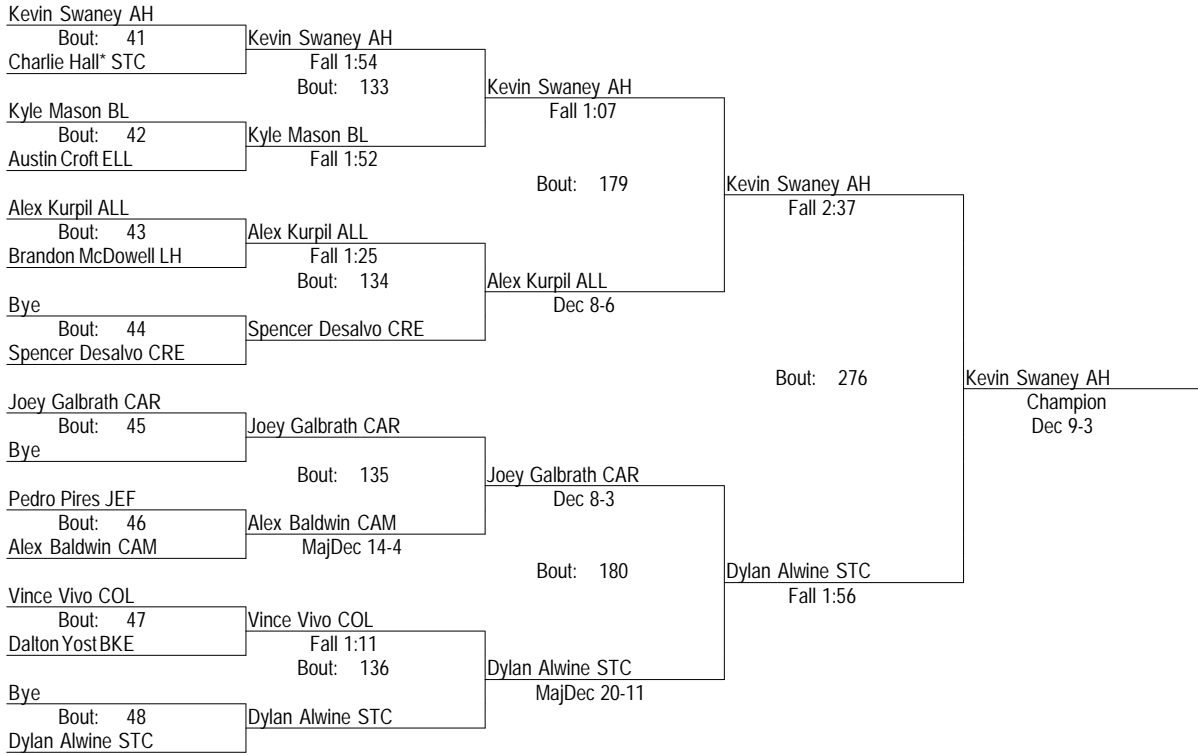 Kevin Swaney AH
Bout: 41
Charlie Hall* STC
Kevin Swaney AH
Fall 1:54
Bout: 133
Kyle Mason BL
Bout: 42
Austin Croft ELL
Kyle Mason BL
Fall 1:52
Kevin Swaney AH
Fall 1:07
Bout: 179
Alex Kurpil ALL
Bout: 43
Brandon McDowell LH
Alex Kurpil ALL
Fall 1:25
Bout: 134
Bye
Bout: 44
Spencer Desalvo CRE
Spencer Desalvo CRE
Alex Kurpil ALL
Dec 8-6
Kevin Swaney AH
Fall 2:37
Bout: 276
Joey Galbrath CAR
Bout: 45
Bye
Joey Galbrath CAR
Bout: 135
Pedro Pires JEF
Bout: 46
Alex Baldwin CAM
Alex Baldwin CAM
MajDec 14-4
Joey Galbrath CAR
Dec 8-3
Bout: 180
Vince Vivo COL
Bout: 47
Dalton Yost BKE
Vince Vivo COL
Fall 1:11
Bout: 136
Bye
Bout: 48
Dylan Alwine STC
Dylan Alwine STC
Dylan Alwine STC
MajDec 20-11
Dylan Alwine STC
Fall 1:56
Kevin Swaney AH
Champion
Dec 9-3